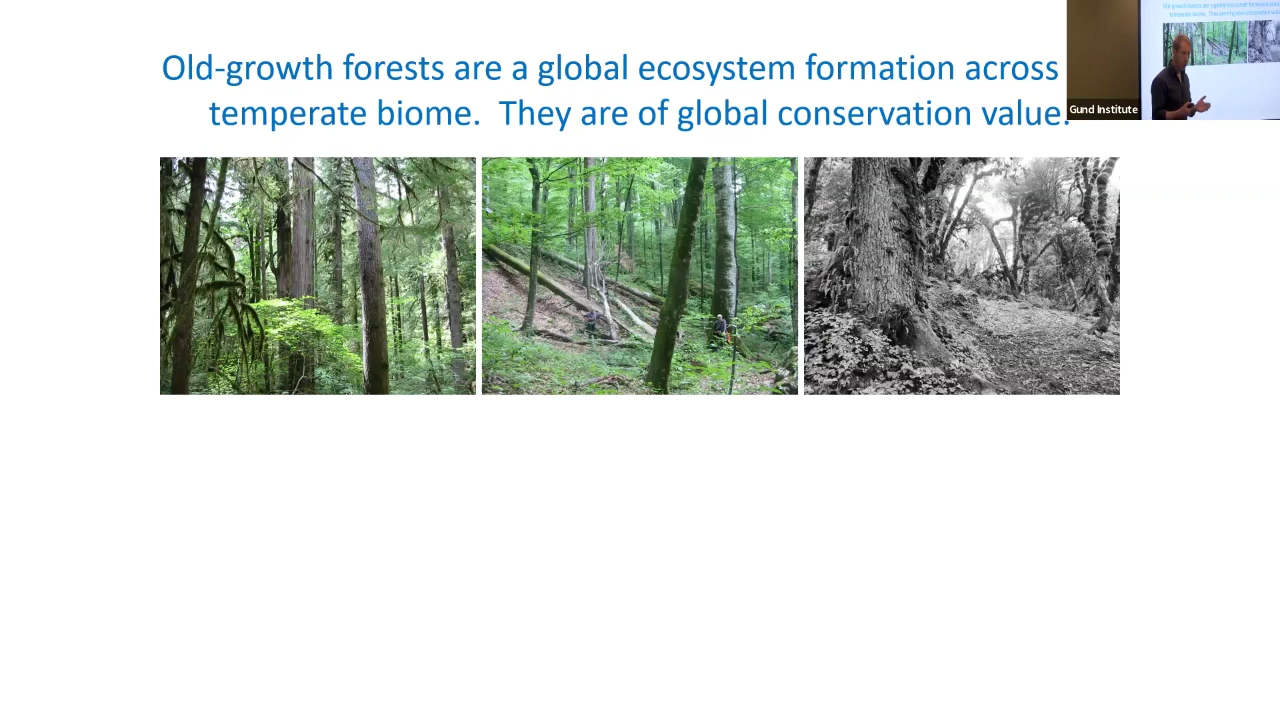 Old-growth forests are a global ecosystem formation across
temperate biome.  They are of global conservation value.
Gund Institute